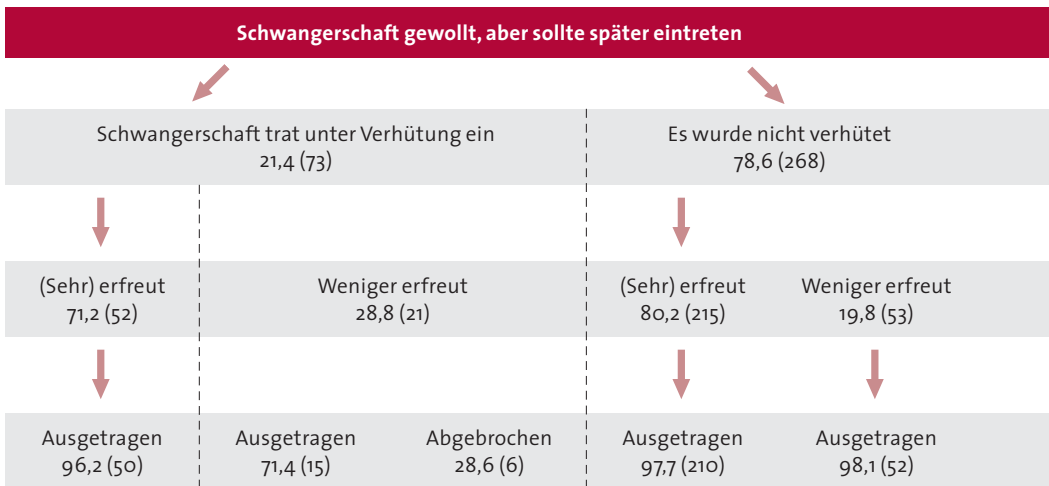 Schwangerschaft gewollt, aber sollte später eintreten
Schwangerschaft trat unter Verhütung ein
21,4 (73)
Es wurde nicht verhütet
78,6 (268)
(Sehr) erfreut
71,2 (52)
Weniger erfreut
28,8 (21)
(Sehr) erfreut
80,2 (215)
Weniger erfreut
19,8 (53)
Ausgetragen
96,2 (50)
Ausgetragen
71,4 (15)
Abgebrochen
28,6 (6)
Ausgetragen
97,7 (210)
Ausgetragen
98,1 (52)